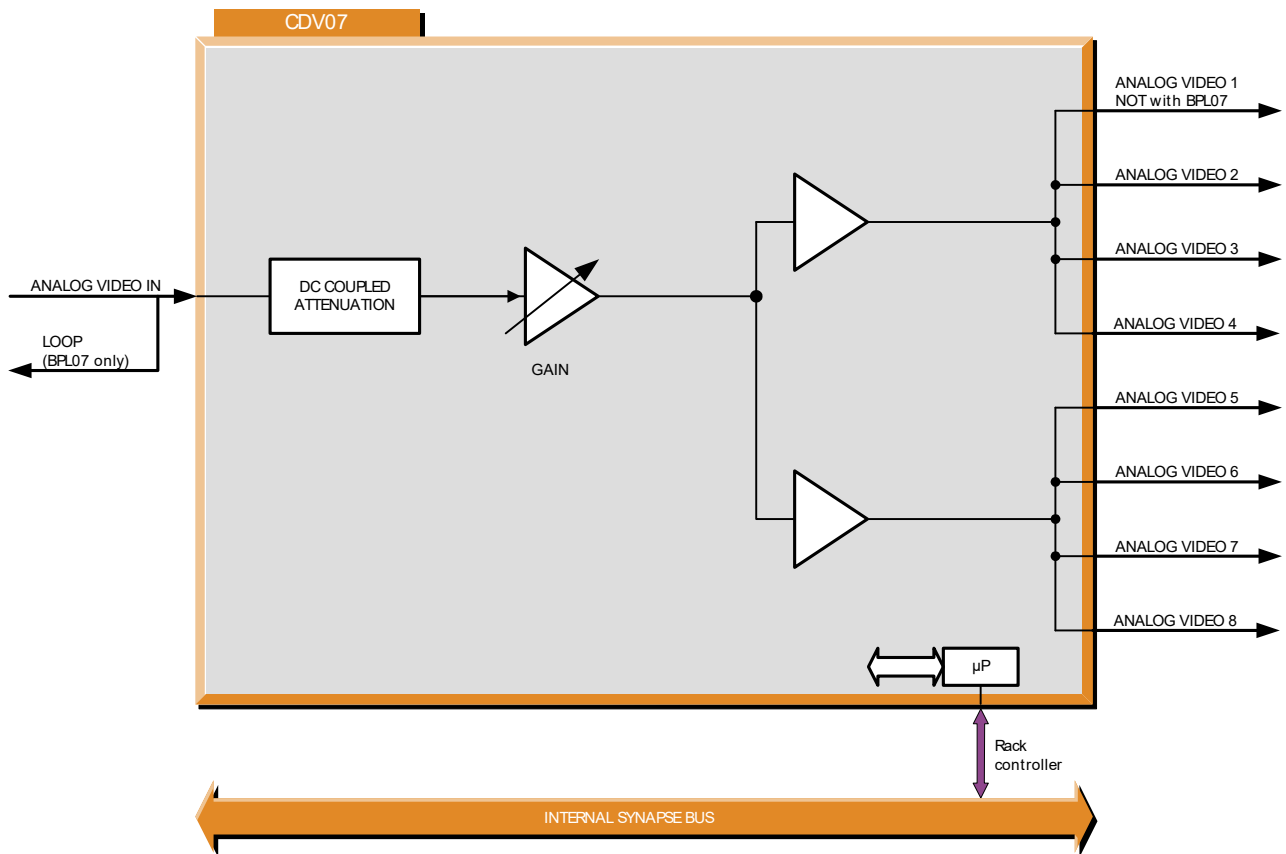 CDV07
ANALOG VIDEO IN
LOOP
(BPL07 only)
DC COUPLED
ATTENUATION
GAIN
ANALOG VIDEO 1
NOT with BPL07
ANALOG VIDEO 2
ANALOG VIDEO 3
ANALOG VIDEO 4
ANALOG VIDEO 5
ANALOG VIDEO 6
ANALOG VIDEO 7
ANALOG VIDEO 8
µP
Rack
controller
INTERNAL SYNAPSE BUS